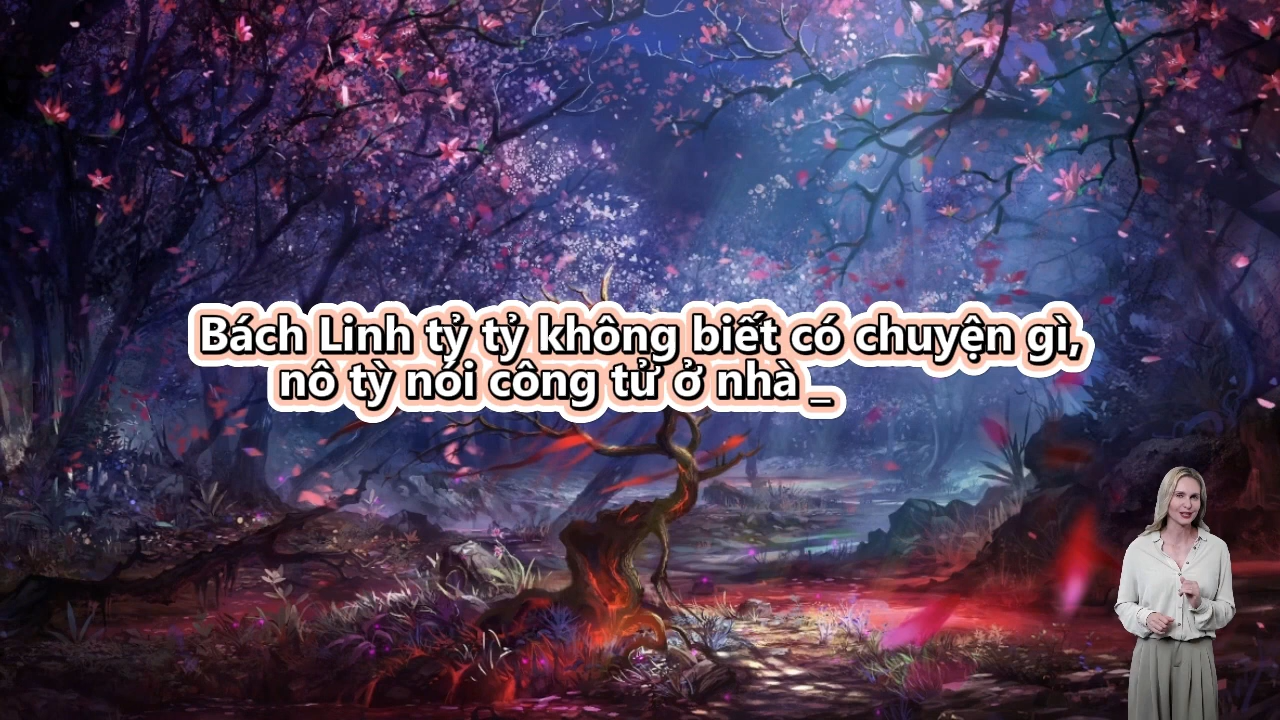 Bách Linh tỷ tỷ không biết có chuyện gì,
nô tỳ nói công tử ở nhà _